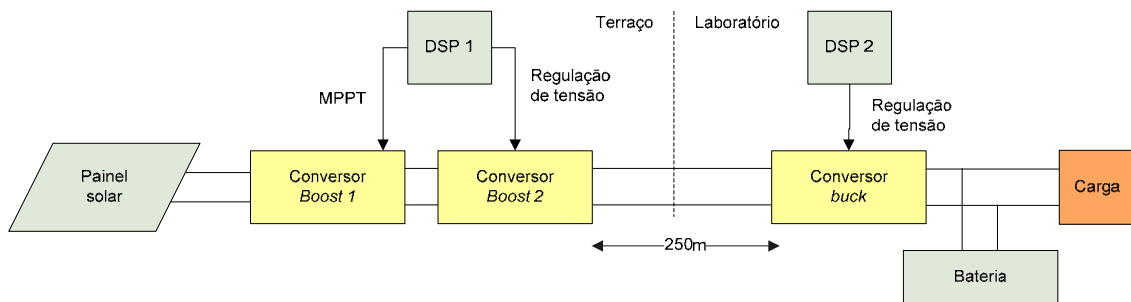 Terraço
Laboratório
DSP 1
DSP 2
MPPT
Regulação
de tensão
Regulação
de tensão
Painel
solar
Conversor
Boost 1
Conversor
Boost 2
Conversor
buck
Carga
250m
Bateria